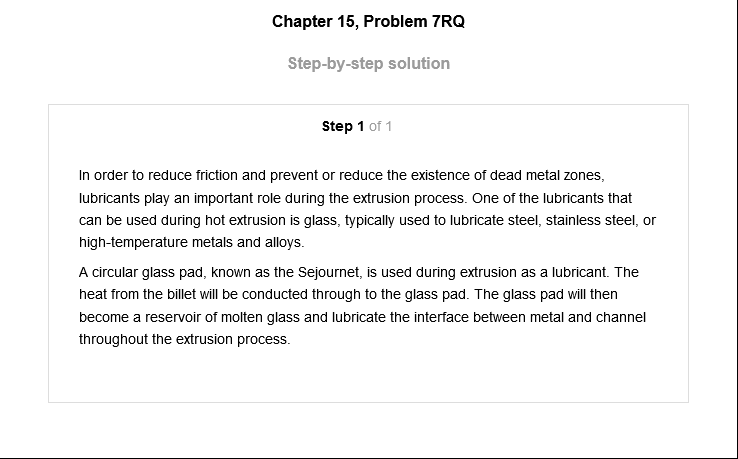 Chapter 15, Problem 7RQ
Step-by-step solution
Step 1 of 1
In order to reduce friction and prevent or reduce the existence of dead metal zones,
lubricants play an important role during the extrusion process. One of the lubricants that
can be used during hot extrusion is glass, typically used to lubricate steel, stainless steel, or
high-temperature metals and alloys.
A circular glass pad, known as the Sejournet, is used during extrusion as a lubricant. The
heat from the billet will be conducted through to the glass pad. The glass pad will then
become a reservoir of molten glass and lubricate the interface between metal and channel
throughout the extrusion process.